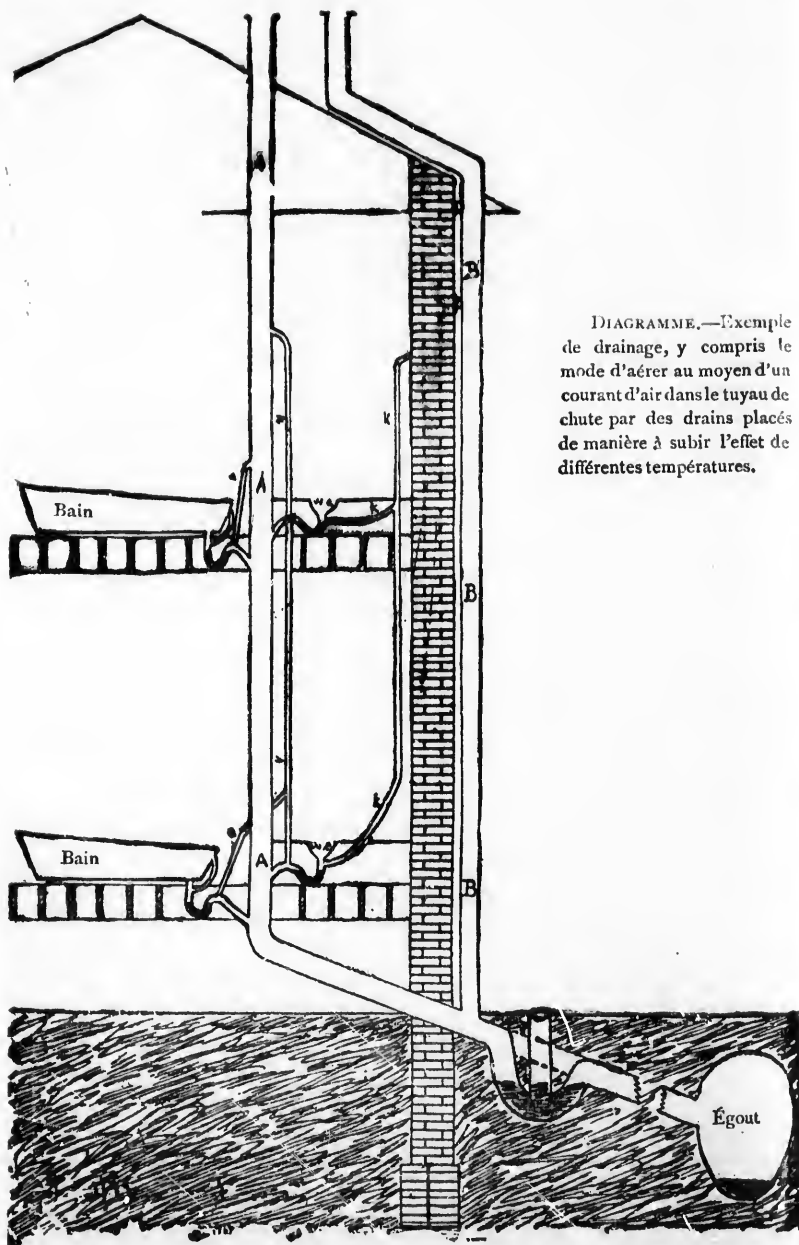 A
B
DIAGRAMME.—Exemple
de drainage, y compris le
mode d'aérer au moyen d'un
courant d'air dans le tuyau de
chute par des drains placés
de manière à subir l'effet de
différentes températures.
k
A
k
Bain
B
k
A
Bain
B
Égout